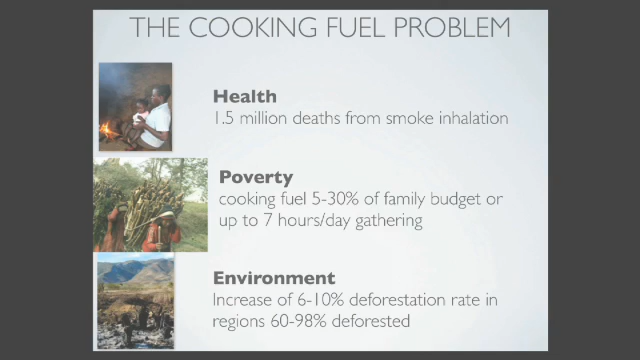 THE COOKING FUEL PROBLEM
Health
1.5 million deaths from smoke inhalation
Poverty
cooking fuel 5-30% of family budget or
up to 7 hours/day gathering
Environment
Increase of 6-10% deforestation rate in
regions 60-98% deforested